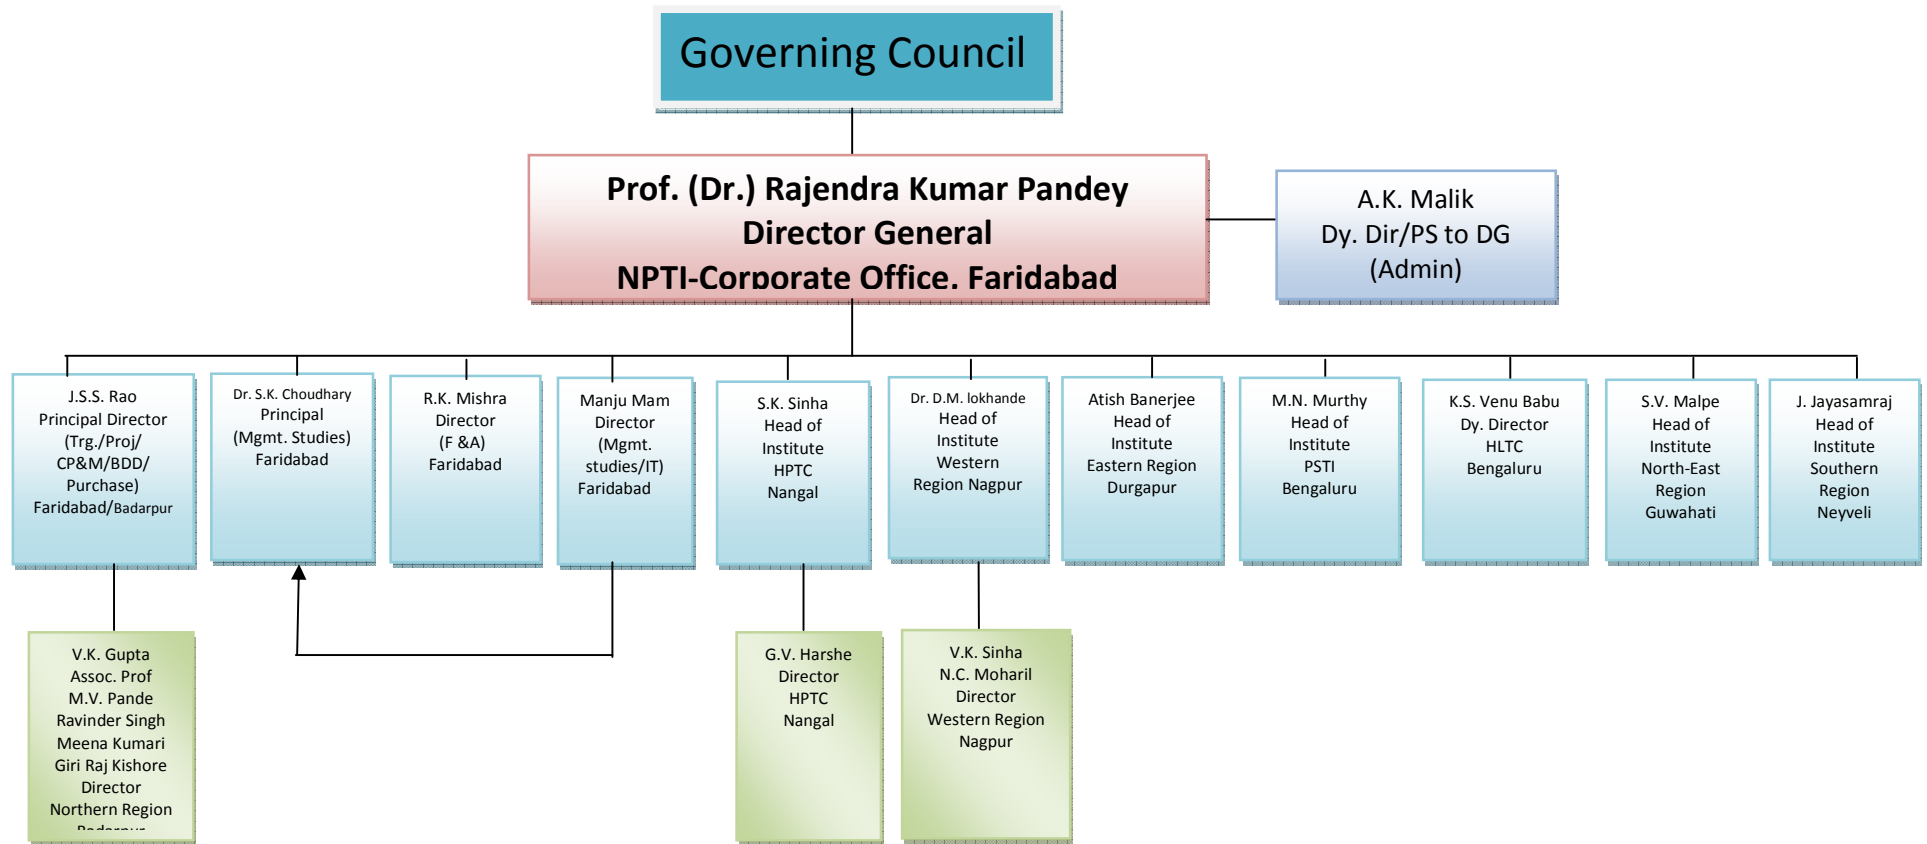 Governing Council
Prof. (Dr.) Rajendra Kumar Pandey
Director General
NPTI-Corporate Office, Faridabad
A.K. Malik
Dy. Dir/PS to DG
(Admin)
J.S.S. Rao
Principal Director
(Trg./Proj/
CP&M/BDD/
Purchase)
Faridabad/Badarpur
Dr. S.K. Choudhary
Principal
(Mgmt. Studies)
Faridabad
R.K. Mishra
Director
(F &A)
Faridabad
Manju Mam
Director
(Mgmt.
studies/IT)
Faridabad
S.K. Sinha
Head of
Institute
HPTC
Nangal
Dr. D.M. lokhande
Head of
Institute
Western
Region Nagpur
Atish Banerjee
Head of
Institute
Eastern Region
Durgapur
M.N. Murthy
Head of
Institute
PSTI
Bengaluru
K.S. Venu Babu
Dy. Director
HLTC
Bengaluru
S.V. Malpe
Head of
Institute
North-East
Region
Guwahati
J. Jayasamraj
Head of
Institute
Southern
Region
Neyveli
V.K. Gupta
Assoc. Prof
M.V. Pande
Ravinder Singh
Meena Kumari
Giri Raj Kishore
Director
Northern Region
Badarpur
G.V. Harshe
Director
HPTC
Nangal
V.K. Sinha
N.C. Moharil
Director
Western Region
Nagpur